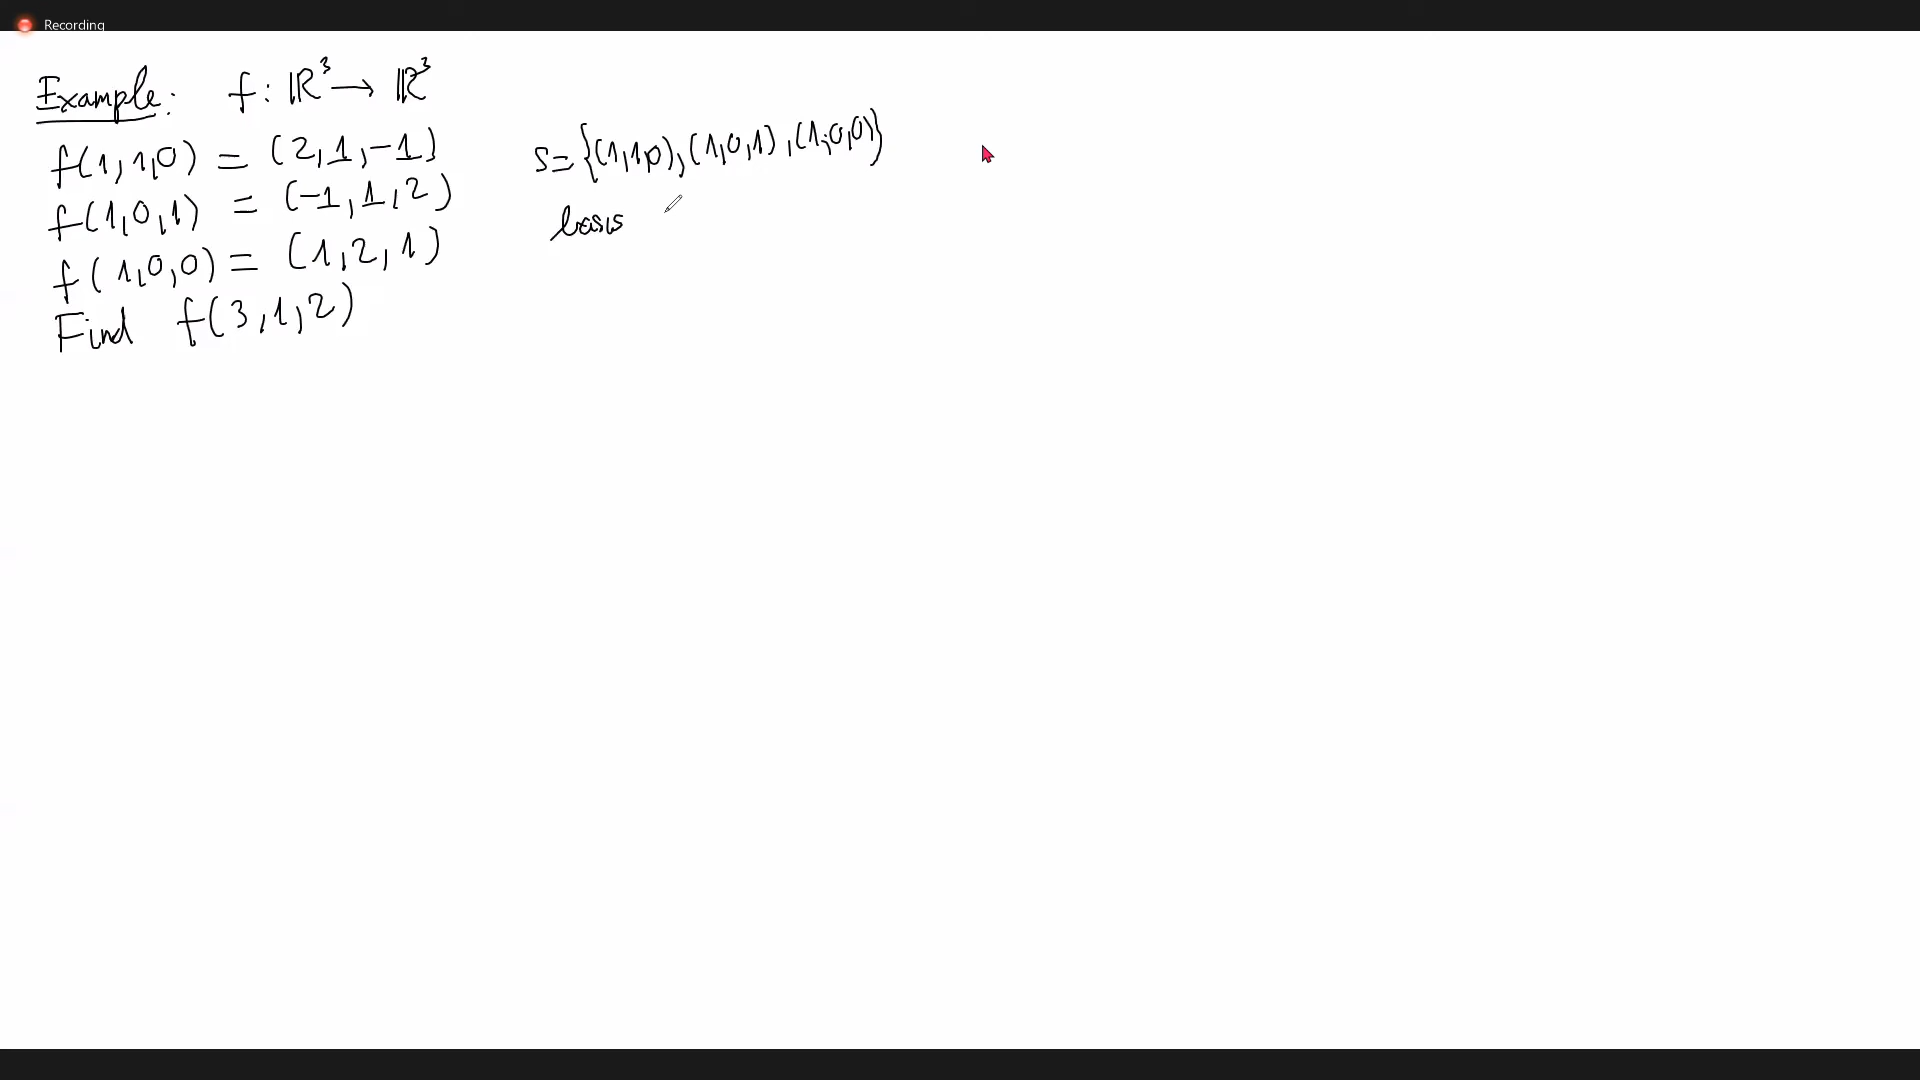 Recording
Example: f: ℝ³ → ℝ³
f(1,1,0) = (2,1,-1)
f(1,0,1) = (-1,1,2)
f(1,0,0) = (1,2,1)
Find f(3,1,2)
S={(1,1,0),(1,0,1),(1,0,0)}
basis